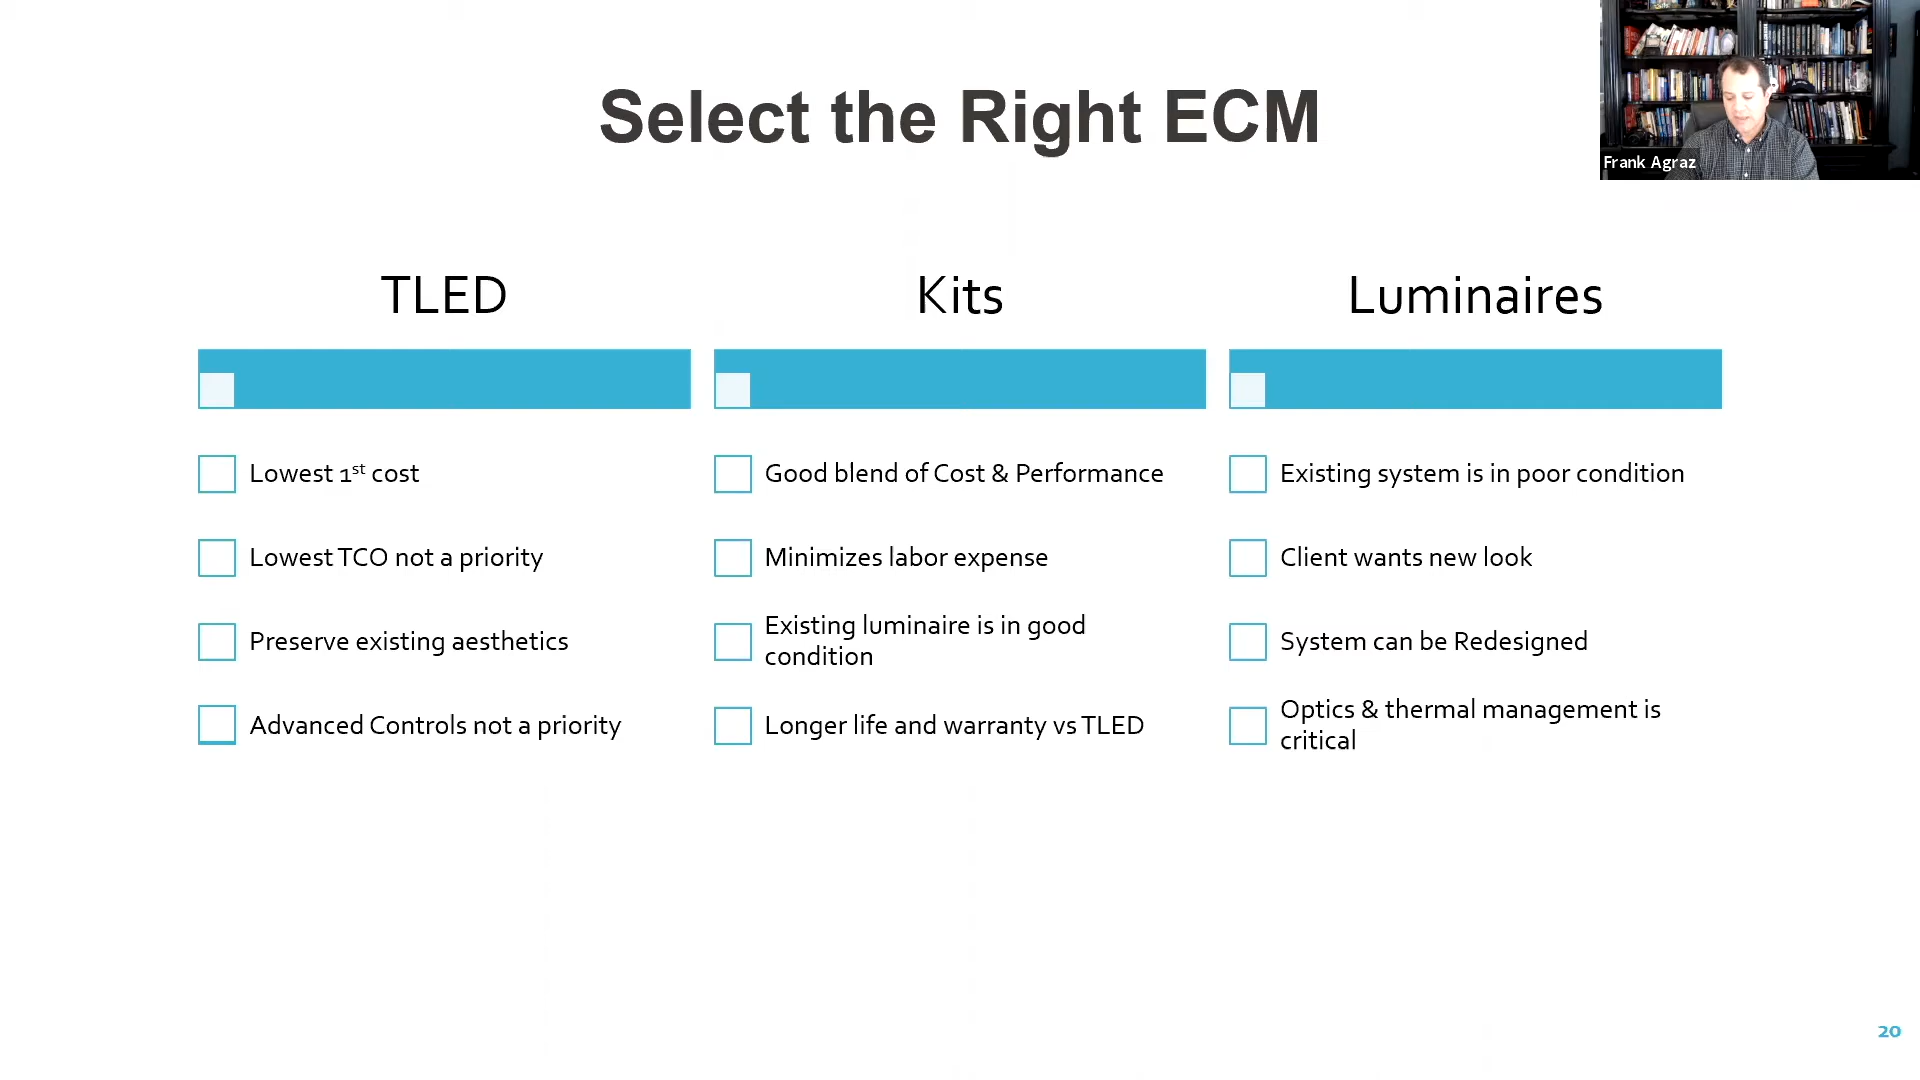 Select the Right ECM
Frank Agraz
TLED
Lowest 1st cost
Lowest TCO not a priority
Preserve existing aesthetics
Advanced Controls not a priority
Kits
Good blend of Cost & Performance
Minimizes labor expense
Existing luminaire is in good
condition
Longer life and warranty vs TLED
Luminaires
Existing system is in poor condition
Client wants new look
System can be Redesigned
Optics & thermal management is
critical
20